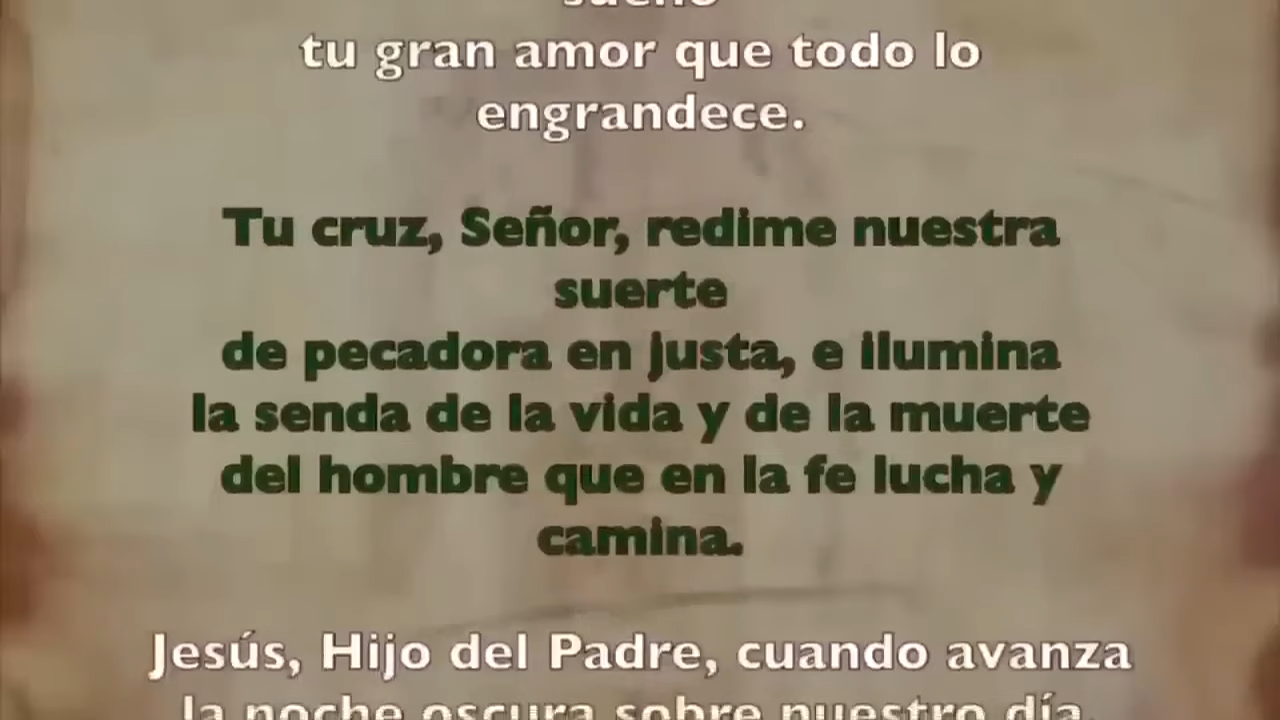 sueño
tu gran amor que todo lo
engrandece.
Tu cruz, Señor, redime nuestra
suerte
de pecadora en justa, e ilumina
la senda de la vida y de la muerte
del hombre que en la fe lucha y
camina.
Jesús, Hijo del Padre, cuando avanza
la noche oscura sobre nuestro día,